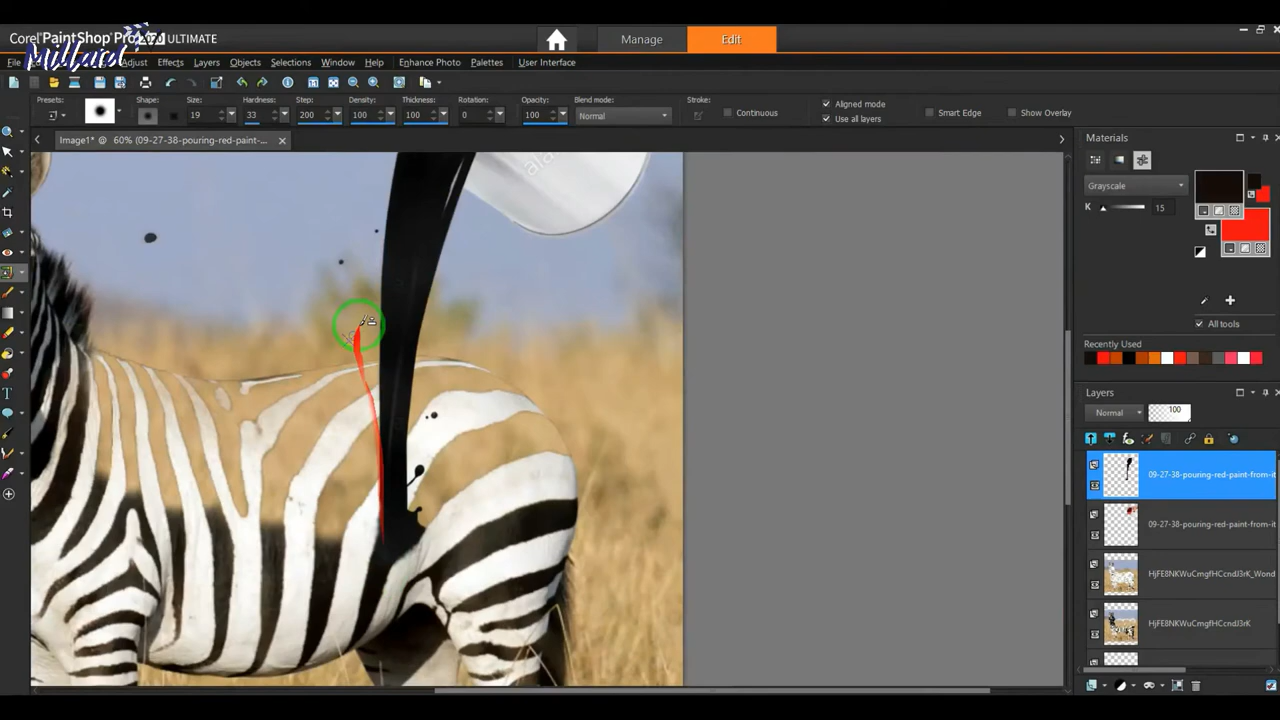 Corel PaintShop Pro 2020 ULTIMATE
Millard
Manage
Edit
File
Adjust
Effects
Layers
Objects
Selections
Window
Help
Enhance Photo
Palettes
User Interface
Presets:
Shape:
Size:
Hardness:
Step:
Density:
Thickness:
Rotation:
Opacity:
Blend mode:
Stroke:
Continuous
Aligned mode
Use all layers
Smart Edge
Show Overlay
19
33
200
100
100
0
100
Normal
Image1* @ 60% (09-27-38-pouring-red-paint-...
Materials
Grayscale
K
15
All tools
Recently Used
Layers
Normal
100
09-27-38-pouring-red-paint-from-it
09-27-38-pouring-red-paint-from-it
HjFE8NKWuCmgfHCcndJ3rK_Wond
HjFE8NKWuCmgfHCcndJ3rK